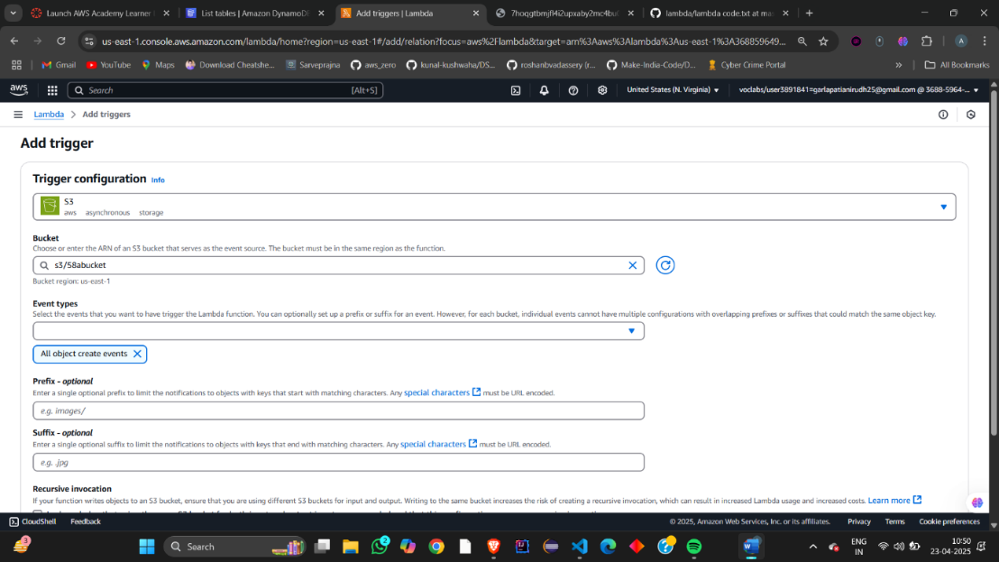 Launch AWS Academy Learner
List tables | Amazon DynamoDB
Add triggers | Lambda
7hoqgtbmjfl4i2upxaby2mc4bu
lambda/lambda code.txt at mas
us-east-1.console.aws.amazon.com/lambda/home?region=us-east-1#/add/relation?focus=aws%2Flambda&target=arn%3Aaws%3Alambda%3Aus-east-1%3A368859649...
Gmail
YouTube
Maps
Download Cheatshe...
Sarveprajna
aws_zero
kunal-kushwaha/DS...
roshanbvadassery (r...
Make-India-Code/D...
Cyber Crime Portal
All Bookmarks
aws
Search
[Alt+S]
United States (N. Virginia)
voclabs/user3891841=garlapatianirudh25@gmail.com @ 3688-5964-...
Lambda
Add triggers
Add trigger
Trigger configuration Info
S3
aws asynchronous storage
Bucket
Choose or enter the ARN of an S3 bucket that serves as the event source. The bucket must be in the same region as the function.
s3/58abucket
Bucket region: us-east-1
Event types
Select the events that you want to have trigger the Lambda function. You can optionally set up a prefix or suffix for an event. However, for each bucket, individual events cannot have multiple configurations with overlapping prefixes or suffixes that could match the same object key.
All object create events
Prefix - optional
Enter a single optional prefix to limit the notifications to objects with keys that start with matching characters. Any special characters must be URL encoded.
e.g. images/
Suffix - optional
Enter a single optional suffix to limit the notifications to objects with keys that end with matching characters. Any special characters must be URL encoded.
e.g. .jpg
Recursive invocation
If your function writes objects to an S3 bucket, ensure that you are using different S3 buckets for input and output. Writing to the same bucket increases the risk of creating a recursive invocation, which can result in increased Lambda usage and increased costs. Learn more
CloudShell
Feedback
© 2025, Amazon Web Services, Inc. or its affiliates.
Privacy
Terms
Cookie preferences
3
Search
2
ENG
IN
10:50
23-04-2025